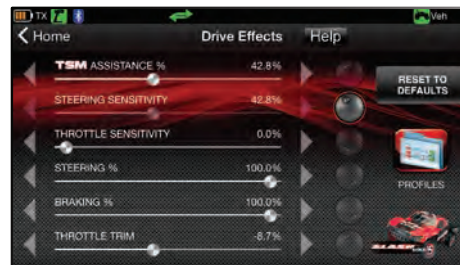 TX Veh
Home Drive Effects Help
TSM ASSISTANCE % 42.8%
STEERING SENSITIVITY 42.8%
RESET TO
DEFAULTS
THROTTLE SENSITIVITY 0.0%
STEERING % 100.0%
PROFILES
BRAKING % 100.0%
THROTTLE TRIM -8.7%
SLASH